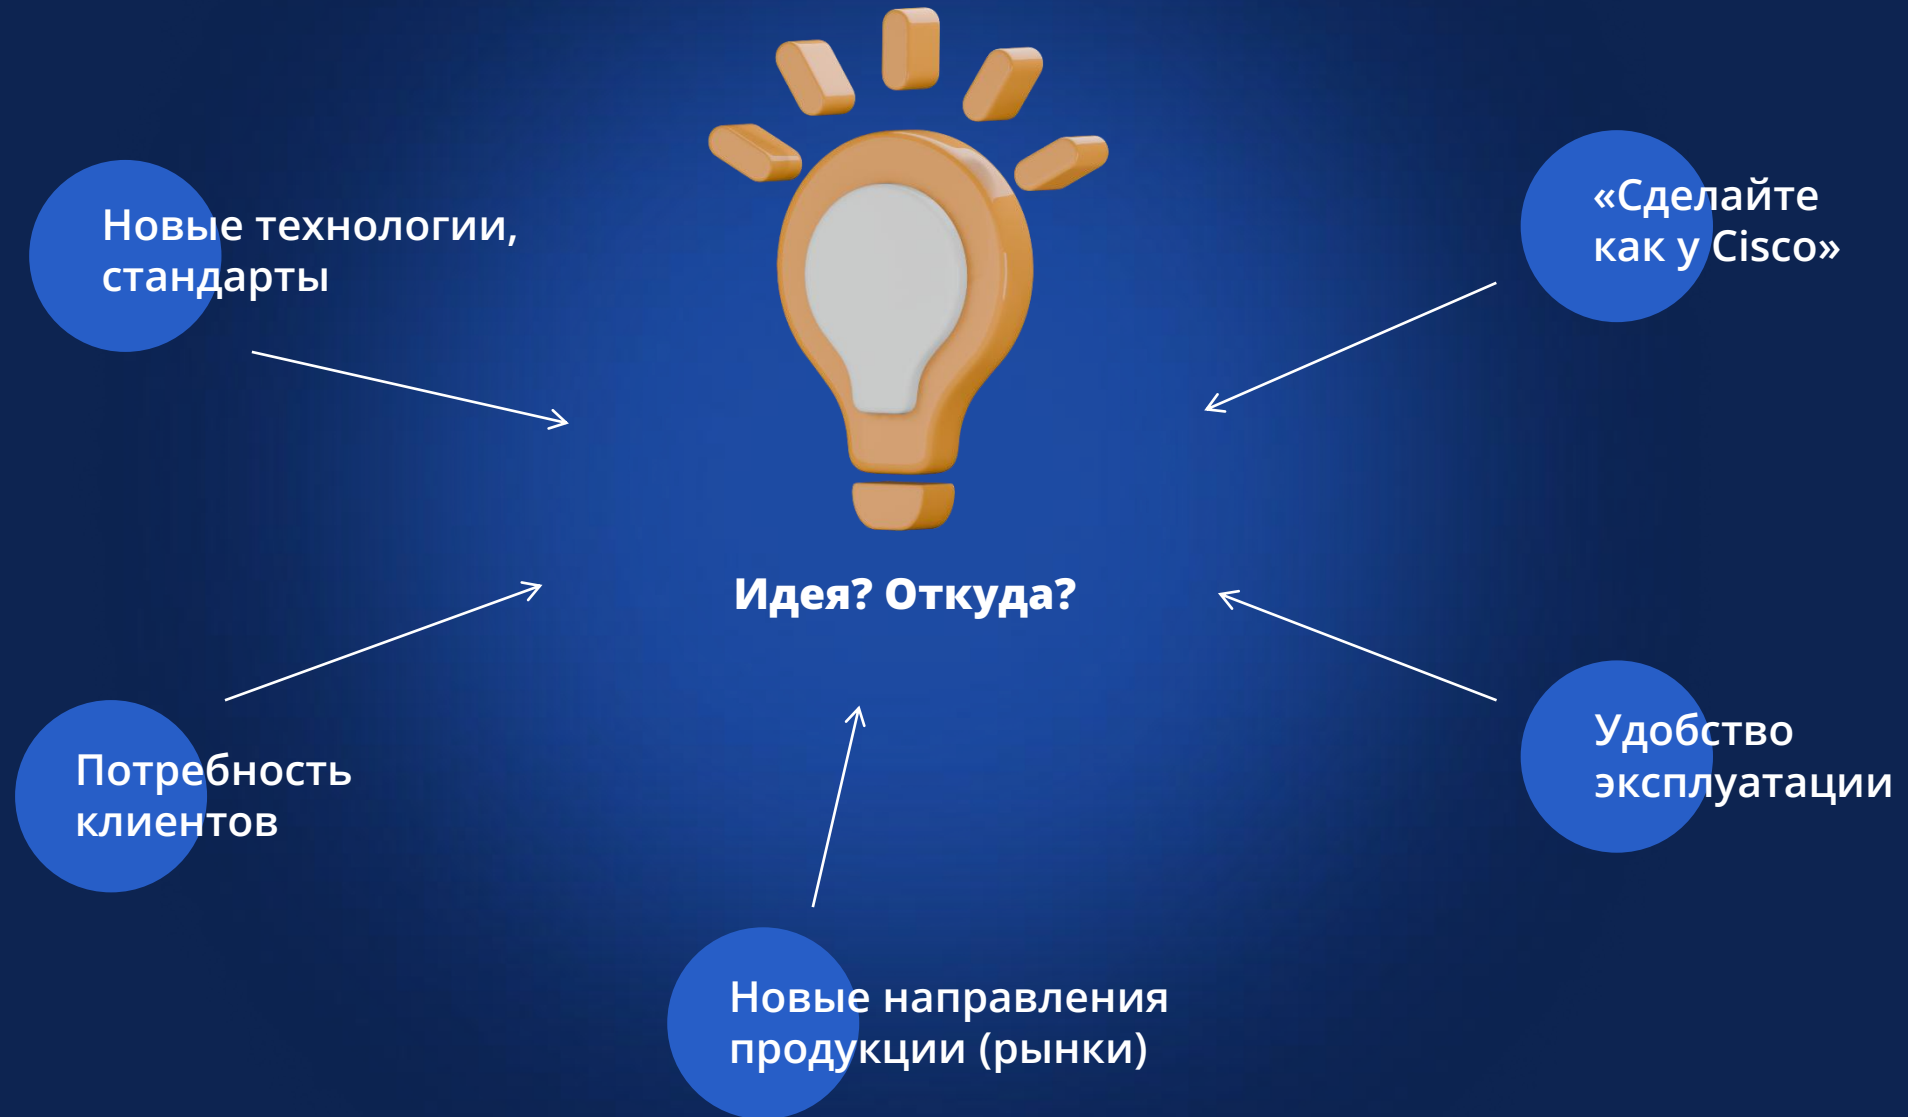 Новые технологии,
стандарты
«Сделайте
как у Cisco»
Идея? Откуда?
Потребность
клиентов
Удобство
эксплуатации
Новые направления
продукции (рынки)